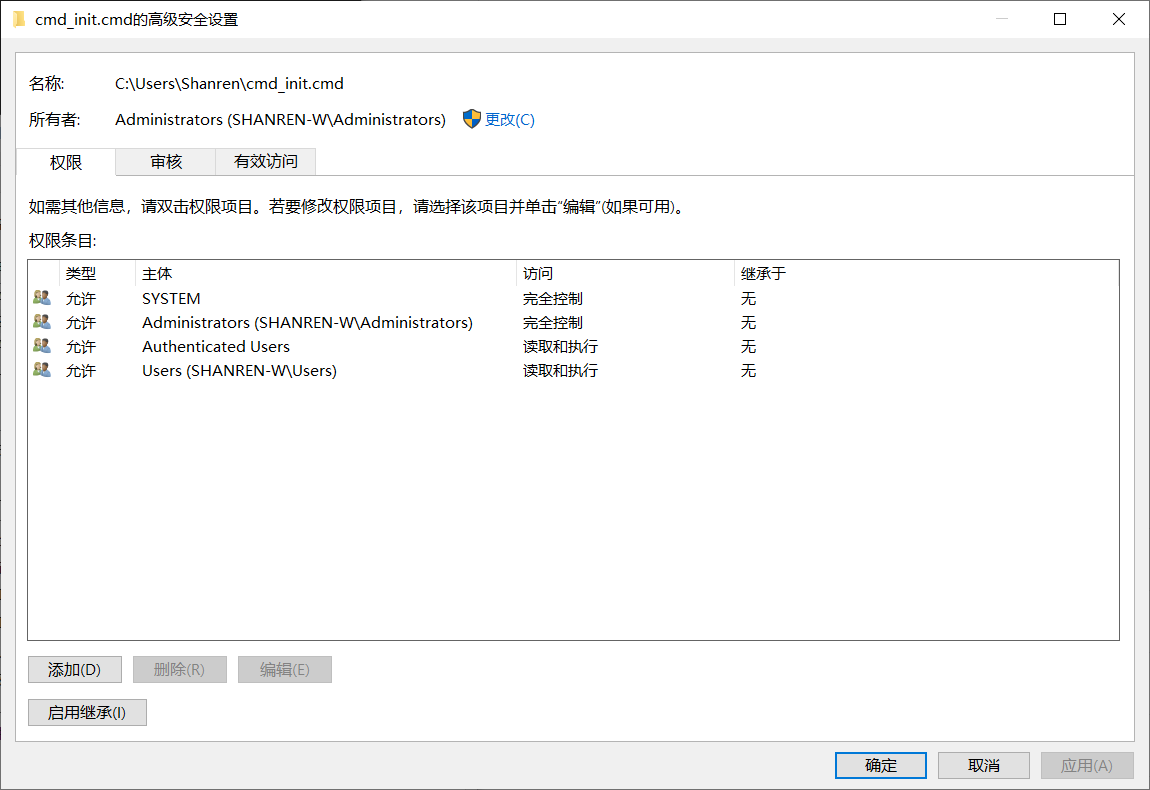 cmd_init.cmd的高级安全设置
名称: C:\Users\Shanren\cmd_init.cmd
所有者: Administrators (SHANREN-W\Administrators) 更改(C)
权限 审核 有效访问
如需其他信息，请双击权限项目。若要修改权限项目，请选择该项目并单击“编辑”(如果可用)。
权限条目:
类型 主体 访问 继承于
允许 SYSTEM 完全控制 无
允许 Administrators (SHANREN-W\Administrators) 完全控制 无
允许 Authenticated Users 读取和执行 无
允许 Users (SHANREN-W\Users) 读取和执行 无
添加(D) 删除(R) 编辑(E)
启用继承(I)
确定 取消 应用(A)